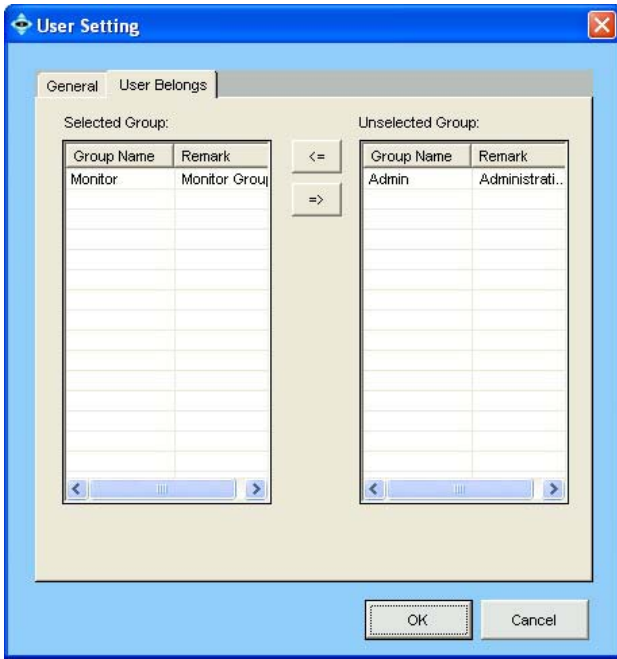 User Setting
General User Belongs
Selected Group: Unselected Group:
Group Name Remark <= Group Name Remark
Monitor Monitor Group Admin Administrati..
=>
OK Cancel